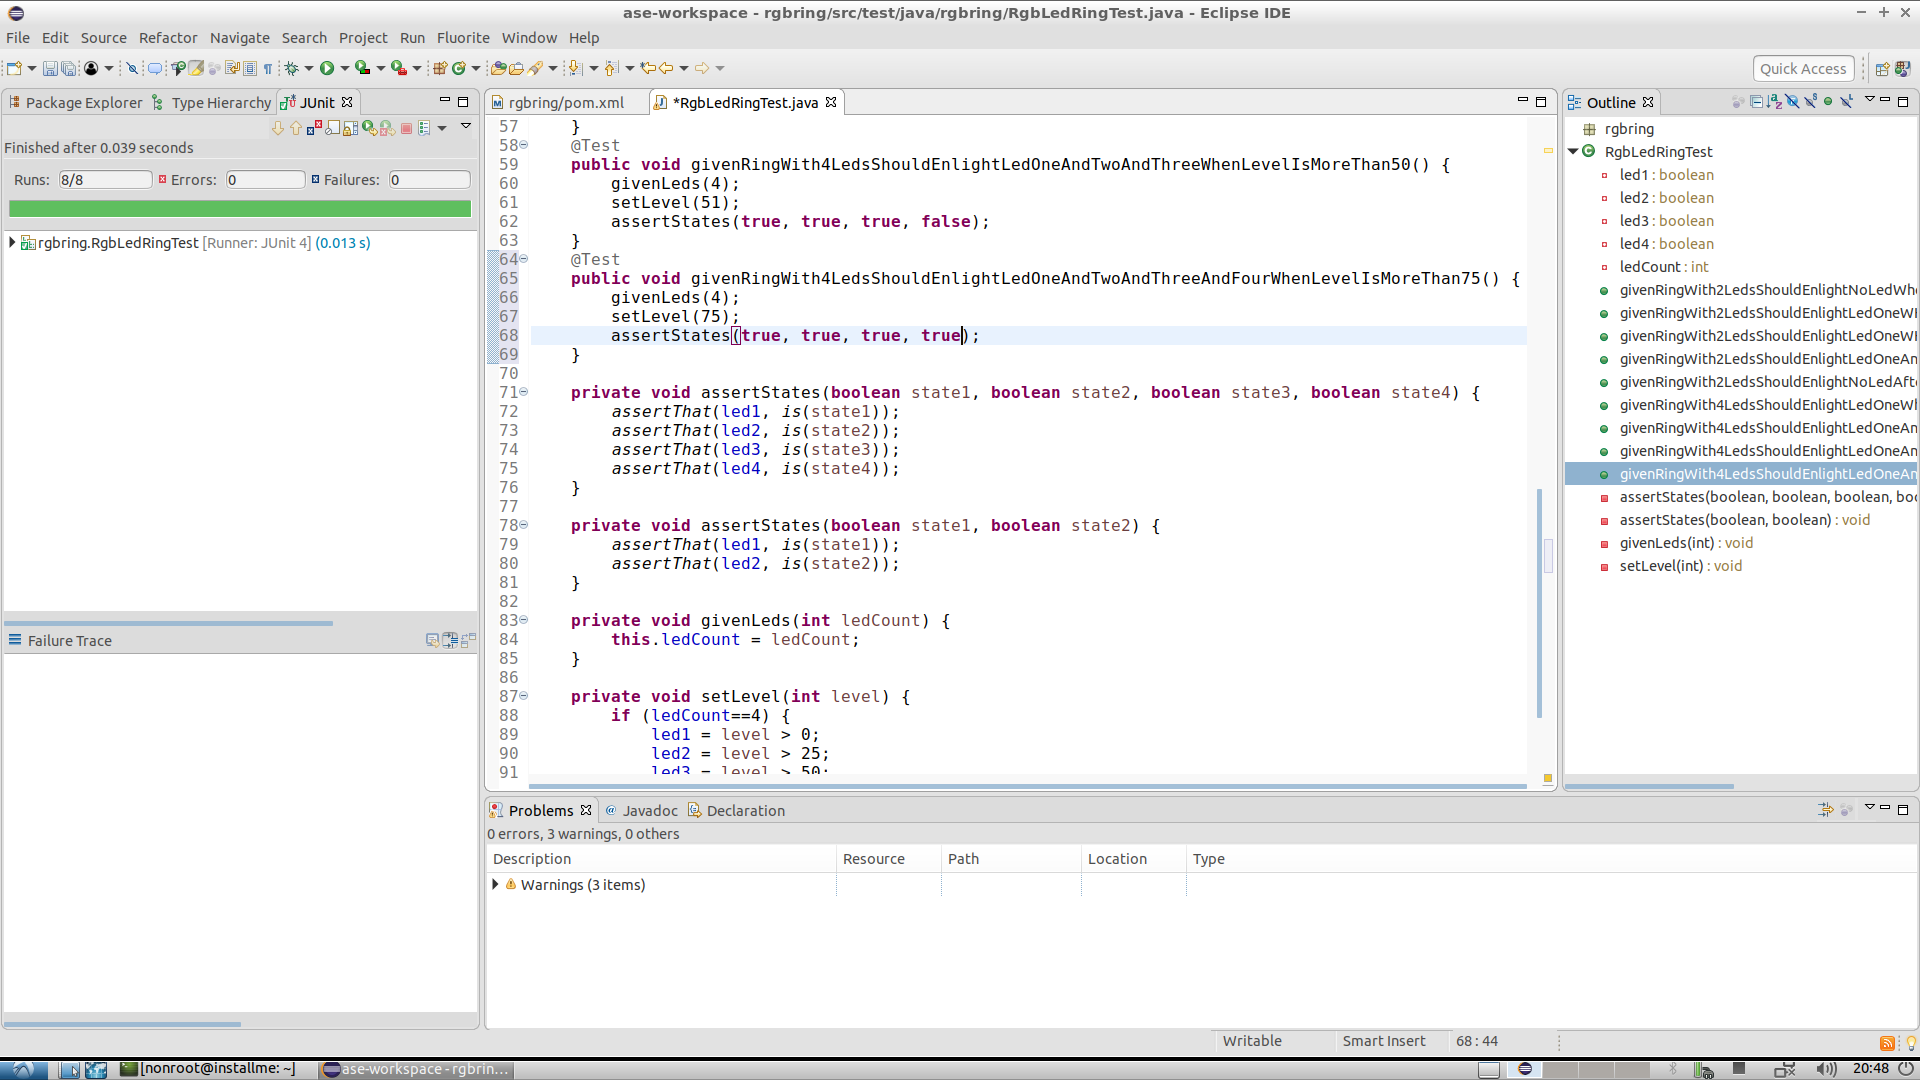 ase-workspace - rgbring/src/test/java/rgbring/RgbLedRingTest.java - Eclipse IDE
File Edit Source Refactor Navigate Search Project Run Fluorite Window Help
Quick Access
Package Explorer Type Hierarchy JUnit
Finished after 0.039 seconds
Runs: 8/8 Errors: 0 Failures: 0
rgbring.RgbLedRingTest [Runner: JUnit 4] (0.013 s)
Failure Trace
rgbring/pom.xml *RgbLedRingTest.java
57 }
58 @Test
59 public void givenRingWith4LedsShouldEnlightLedOneAndTwoAndThreeWhenLevelIsMoreThan50() {
60 givenLeds(4);
61 setLevel(51);
62 assertStates(true, true, true, false);
63 }
64 @Test
65 public void givenRingWith4LedsShouldEnlightLedOneAndTwoAndThreeAndFourWhenLevelIsMoreThan75() {
66 givenLeds(4);
67 setLevel(75);
68 assertStates(true, true, true, true);
69 }
70
71 private void assertStates(boolean state1, boolean state2, boolean state3, boolean state4) {
72 assertThat(led1, is(state1));
73 assertThat(led2, is(state2));
74 assertThat(led3, is(state3));
75 assertThat(led4, is(state4));
76 }
77
78 private void assertStates(boolean state1, boolean state2) {
79 assertThat(led1, is(state1));
80 assertThat(led2, is(state2));
81 }
82
83 private void givenLeds(int ledCount) {
84 this.ledCount = ledCount;
85 }
86
87 private void setLevel(int level) {
88 if (ledCount==4) {
89 led1 = level > 0;
90 led2 = level > 25;
91 led3 = level > 50;
Outline
rgbring
RgbLedRingTest
led1 : boolean
led2 : boolean
led3 : boolean
led4 : boolean
ledCount : int
givenRingWith2LedsShouldEnlightNoLedWhe
givenRingWith2LedsShouldEnlightLedOneWh
givenRingWith2LedsShouldEnlightLedOneWh
givenRingWith2LedsShouldEnlightLedOneAn
givenRingWith2LedsShouldEnlightNoLedAfte
givenRingWith4LedsShouldEnlightLedOneWh
givenRingWith4LedsShouldEnlightLedOneAn
givenRingWith4LedsShouldEnlightLedOneAn
givenRingWith4LedsShouldEnlightLedOneAn
assertStates(boolean, boolean, boolean, boo
assertStates(boolean, boolean) : void
givenLeds(int) : void
setLevel(int) : void
Problems Javadoc Declaration
0 errors, 3 warnings, 0 others
Description Resource Path Location Type
Warnings (3 items)
Writable Smart Insert 68 : 44
[nonroot@installme: ~] ase-workspace - rgbrin... 20:48